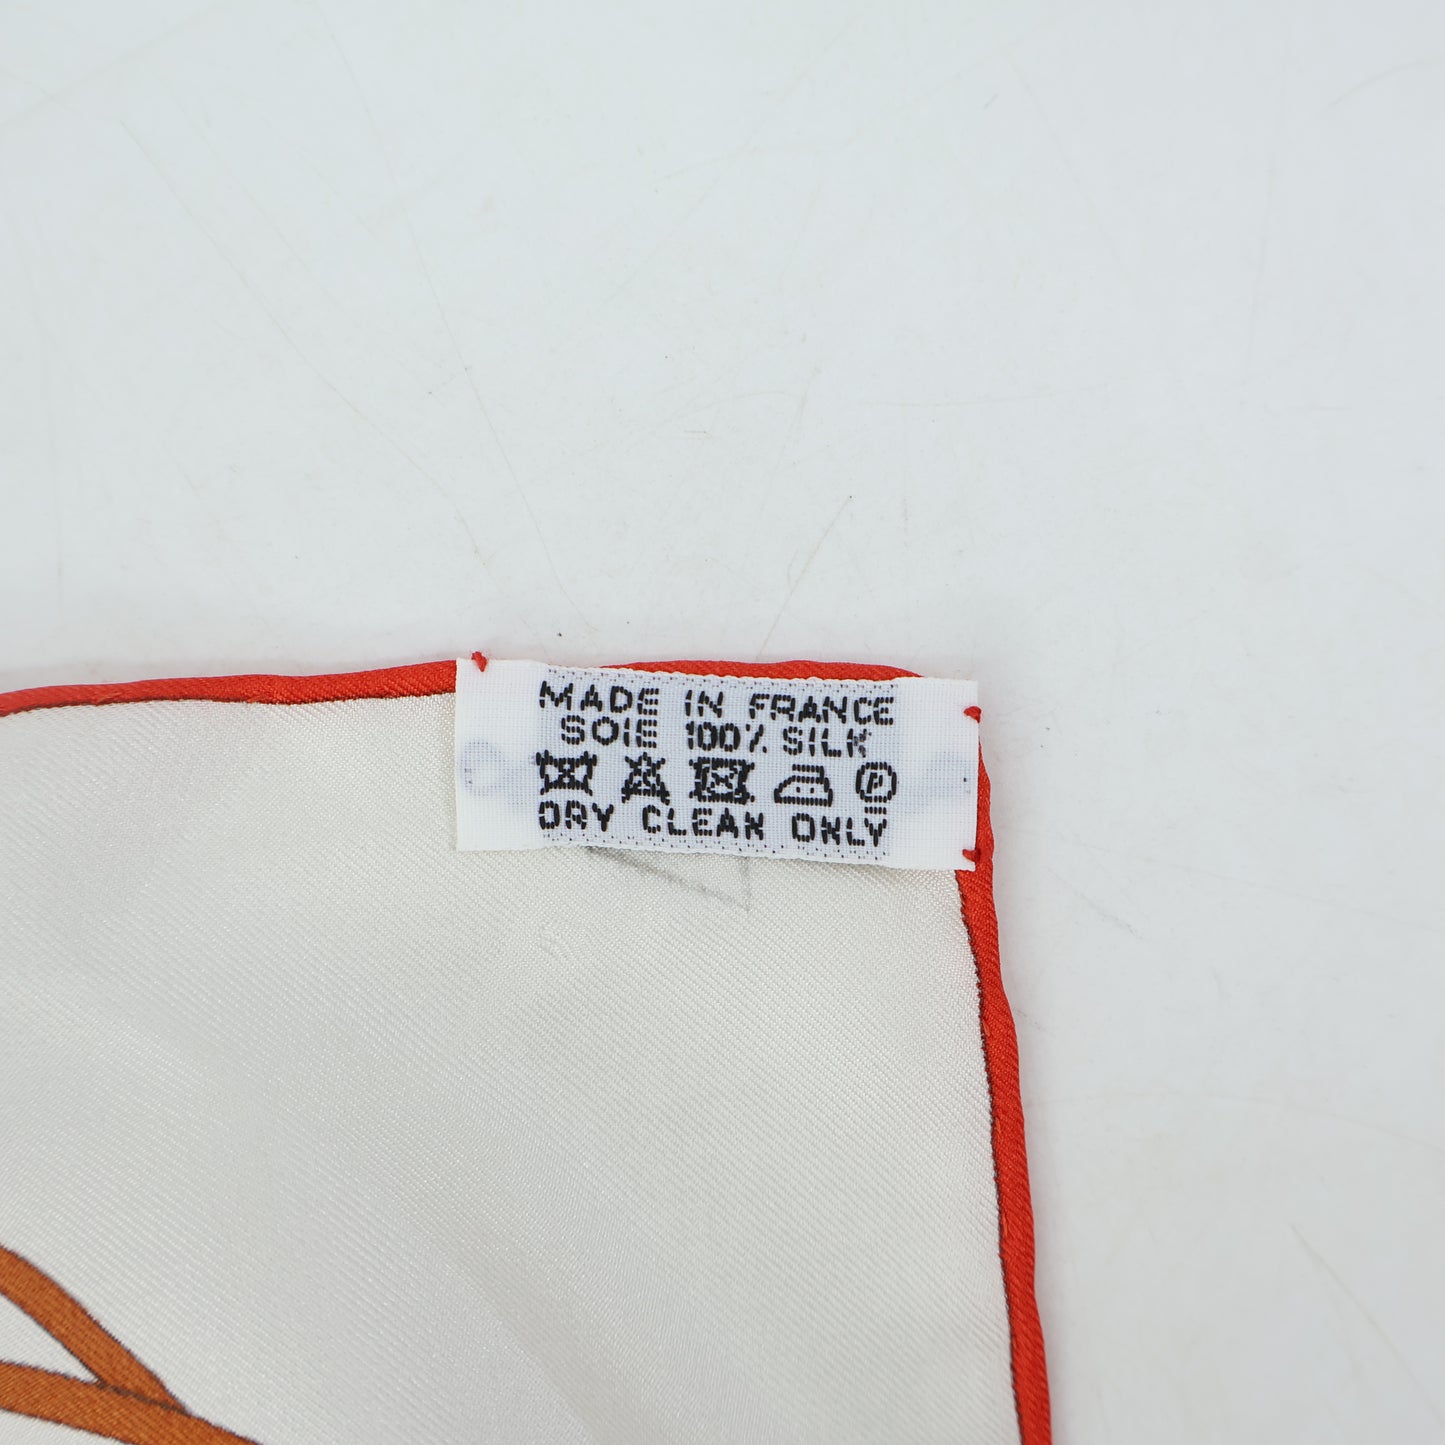 MADE IN FRANCE
SOIE 100% SILK
P
DRY CLEAN ONLY